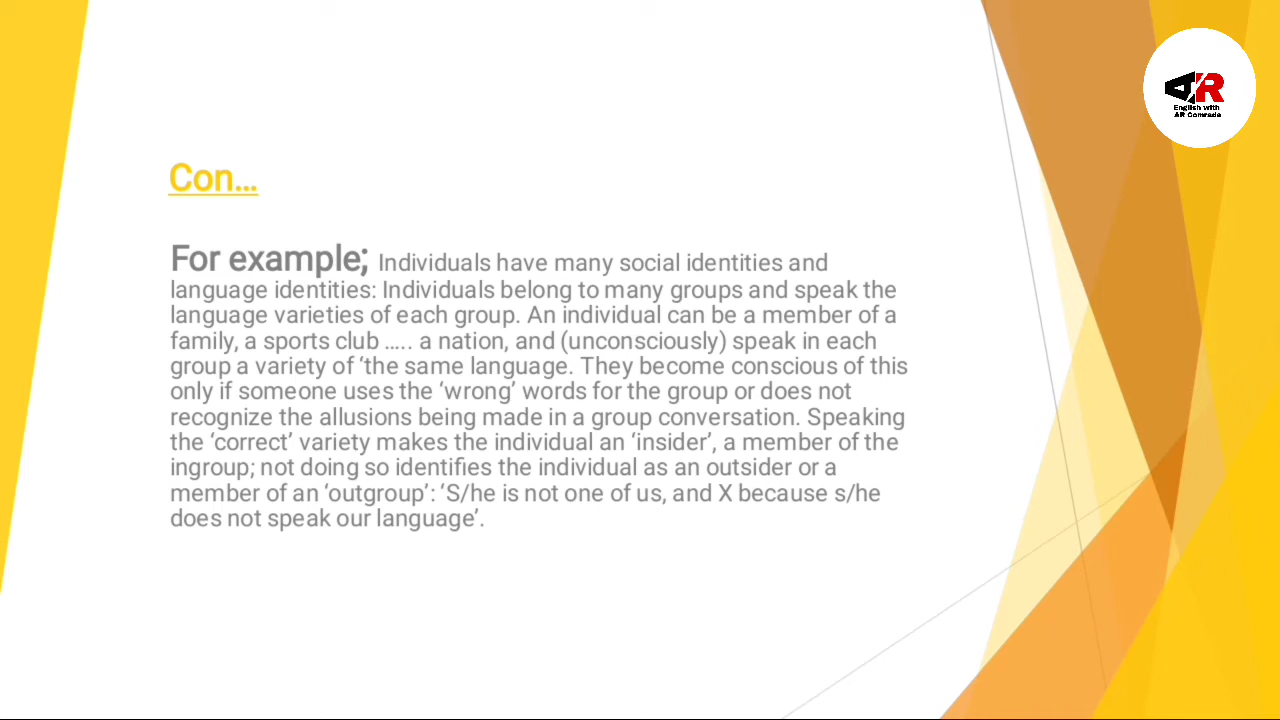 AR
English with
AR Comrade
Con...
For example; Individuals have many social identities and
language identities: Individuals belong to many groups and speak the
language varieties of each group. An individual can be a member of a
family, a sports club ..... a nation, and (unconsciously) speak in each
group a variety of ‘the same language. They become conscious of this
only if someone uses the ‘wrong’ words for the group or does not
recognize the allusions being made in a group conversation. Speaking
the ‘correct’ variety makes the individual an ‘insider’, a member of the
ingroup; not doing so identifies the individual as an outsider or a
member of an ‘outgroup’: ‘S/he is not one of us, and X because s/he
does not speak our language’.